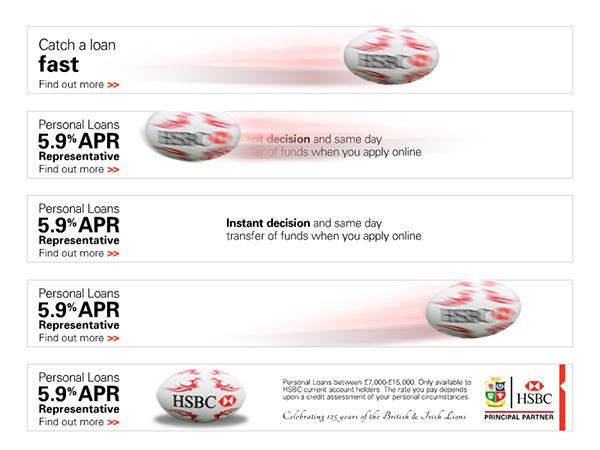 Catch a loan
fast
Find out more >>
HSBC
Personal Loans
5.9% APR
Representative
Find out more >>
HSBC
decision and same day
of funds when you apply online
Personal Loans
5.9% APR
Representative
Find out more >>
Instant decision and same day
transfer of funds when you apply online
Personal Loans
5.9% APR
Representative
Find out more >>
HSBC
Personal Loans
5.9% APR
Representative
Find out more >>
HSBC
Personal Loans between £7,000-£15,000. Only available to
HSBC current account holders. The rate you pay depends
upon a credit assessment of your personal circumstances.
Celebrating 125 years of the British & Irish Lions
HSBC
PRINCIPAL PARTNER